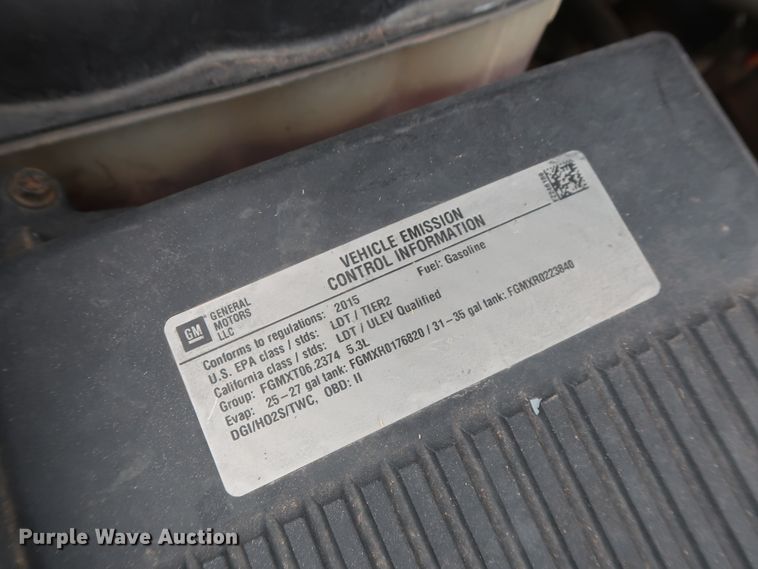 VEHICLE EMISSION
CONTROL INFORMATION
GM
GENERAL
MOTORS
LLC
Fuel: Gasoline
Conforms to regulations: 2015
U.S. EPA class / stds: LDT / TIER2
California class / stds: LDT / ULEV Qualified
Group: FGMXT06.2374 5.3L
Evap: 25-27 gal tank: FGMXR0176820 / 31-35 gal tank: FGMXR0223840
DGI/HO2S/TWC, OBD: II
Purple Wave Auction